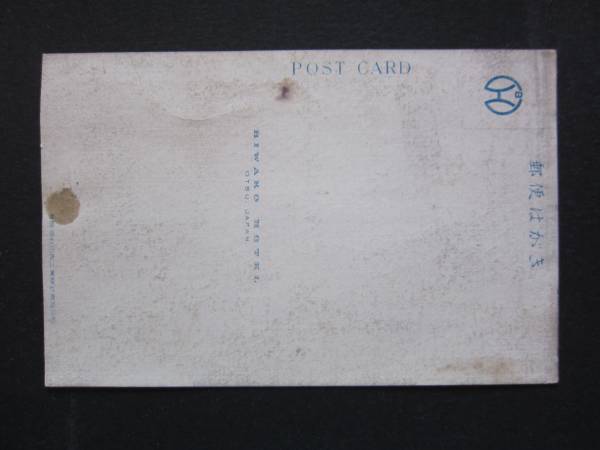 POST CARD
郵便はがき
BIWAKO HOTEL
OTSU, JAPAN.